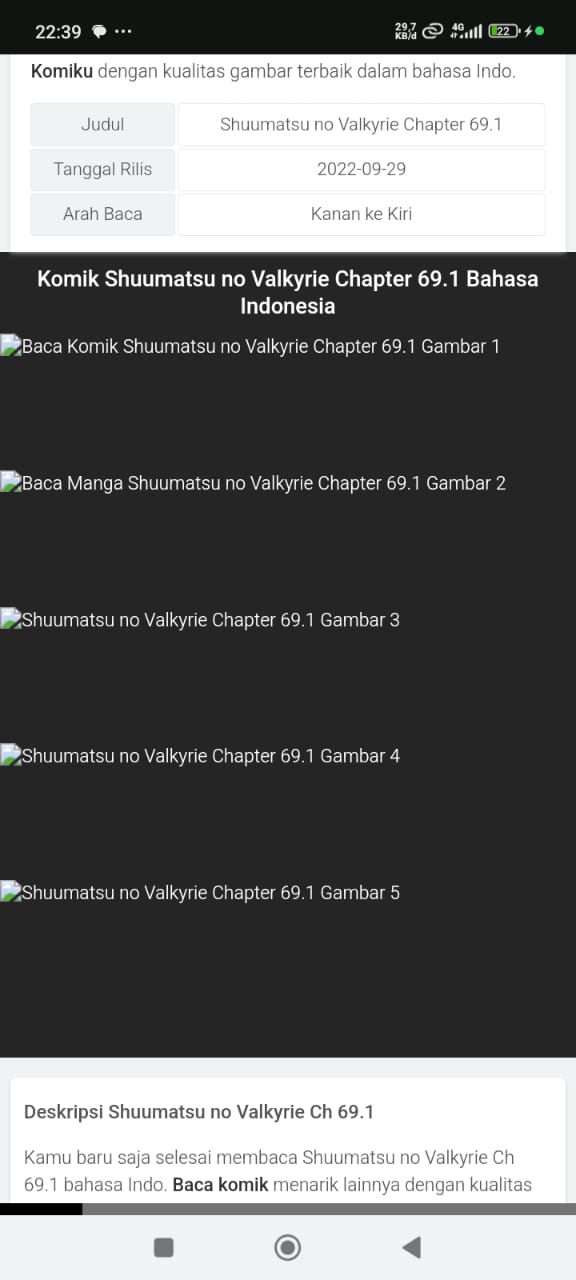 22:39
29,7
KB/d
4G
22
Komiku dengan kualitas gambar terbaik dalam bahasa Indo.
Judul
Shuumatsu no Valkyrie Chapter 69.1
Tanggal Rilis
2022-09-29
Arah Baca
Kanan ke Kiri
Komik Shuumatsu no Valkyrie Chapter 69.1 Bahasa
Indonesia
Baca Komik Shuumatsu no Valkyrie Chapter 69.1 Gambar 1
Baca Manga Shuumatsu no Valkyrie Chapter 69.1 Gambar 2
Shuumatsu no Valkyrie Chapter 69.1 Gambar 3
Shuumatsu no Valkyrie Chapter 69.1 Gambar 4
Shuumatsu no Valkyrie Chapter 69.1 Gambar 5
Deskripsi Shuumatsu no Valkyrie Ch 69.1
Kamu baru saja selesai membaca Shuumatsu no Valkyrie Ch
69.1 bahasa Indo. Baca komik menarik lainnya dengan kualitas